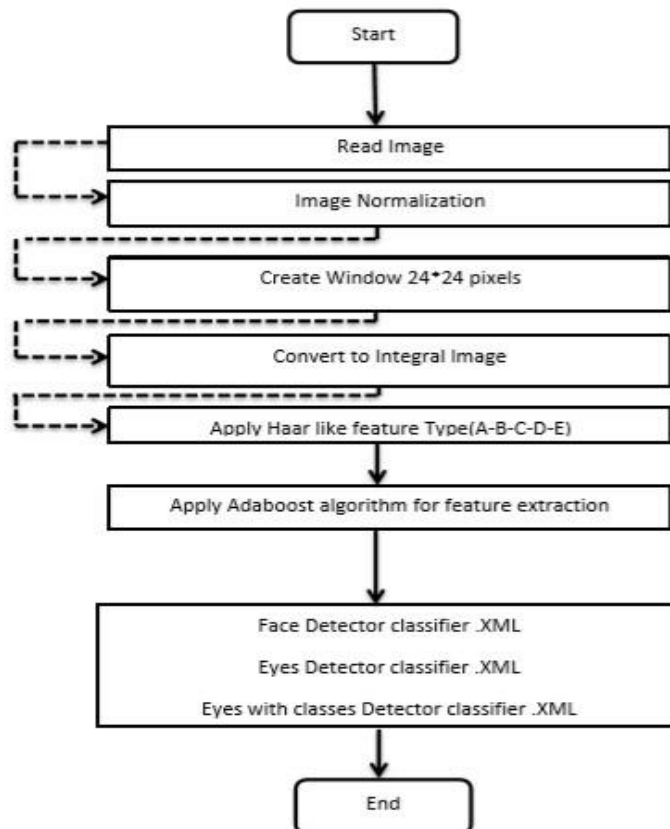 Start
Read Image
Image Normalization
Create Window 24*24 pixels
Convert to Integral Image
Apply Haar like feature Type(A-B-C-D-E)
Apply Adaboost algorithm for feature extraction
Face Detector classifier .XML
Eyes Detector classifier .XML
Eyes with classes Detector classifier .XML
End